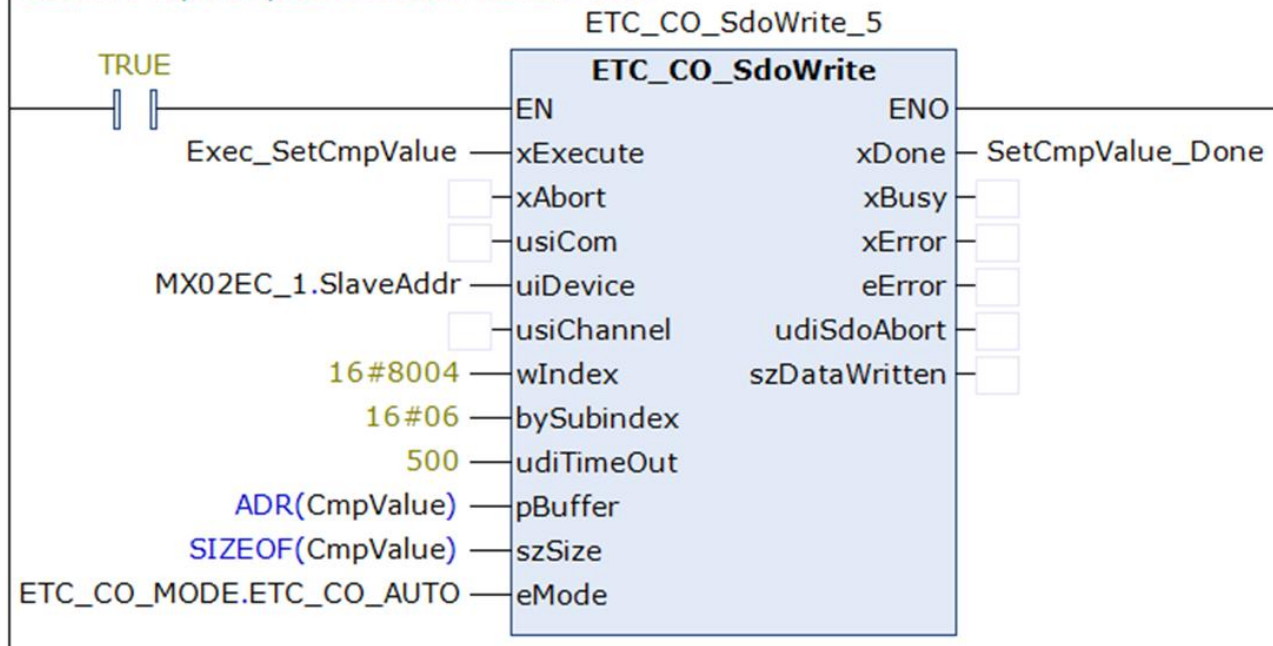 ETC_CO_SdoWrite_5
TRUE
ETC_CO_SdoWrite
EN ENO
Exec_SetCmpValue xExecute xDone SetCmpValue_Done
xAbort xBusy
usiCom xError
MX02EC_1.SlaveAddr uiDevice eError
usiChannel udiSdoAbort
16#8004 wIndex szDataWritten
16#06 bySubindex
500 udiTimeOut
ADR(CmpValue) pBuffer
SIZEOF(CmpValue) szSize
ETC_CO_MODE.ETC_CO_AUTO eMode